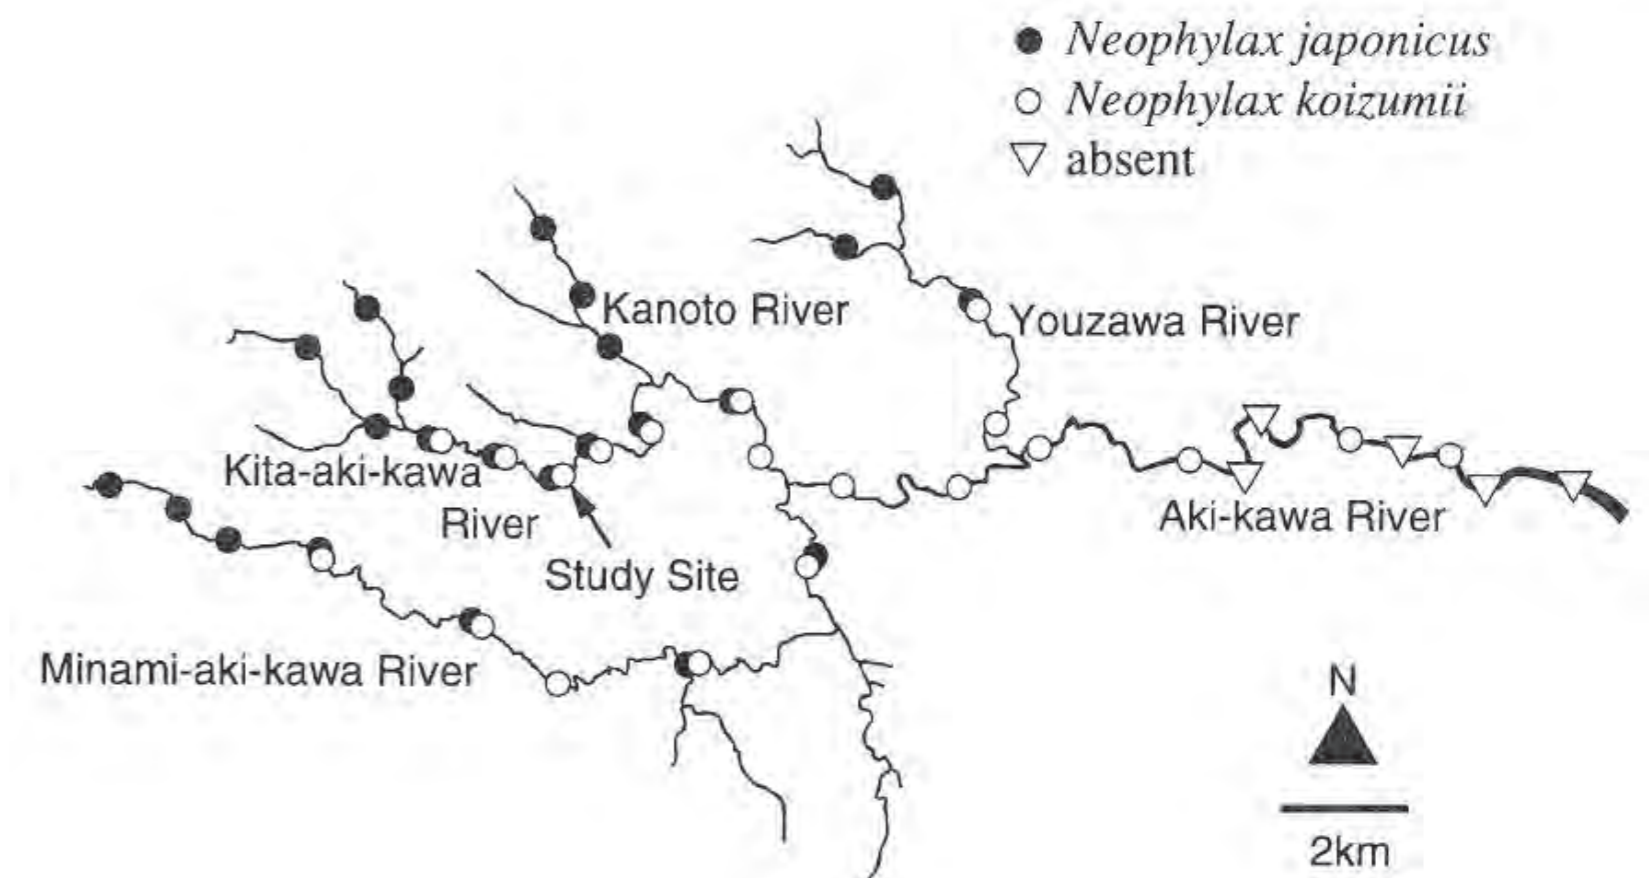 Neophylax japonicus
Neophylax koizumii
absent
Kanoto River
Youzawa River
Kita-aki-kawa
River
Study Site
Aki-kawa River
Minami-aki-kawa River
N
2km